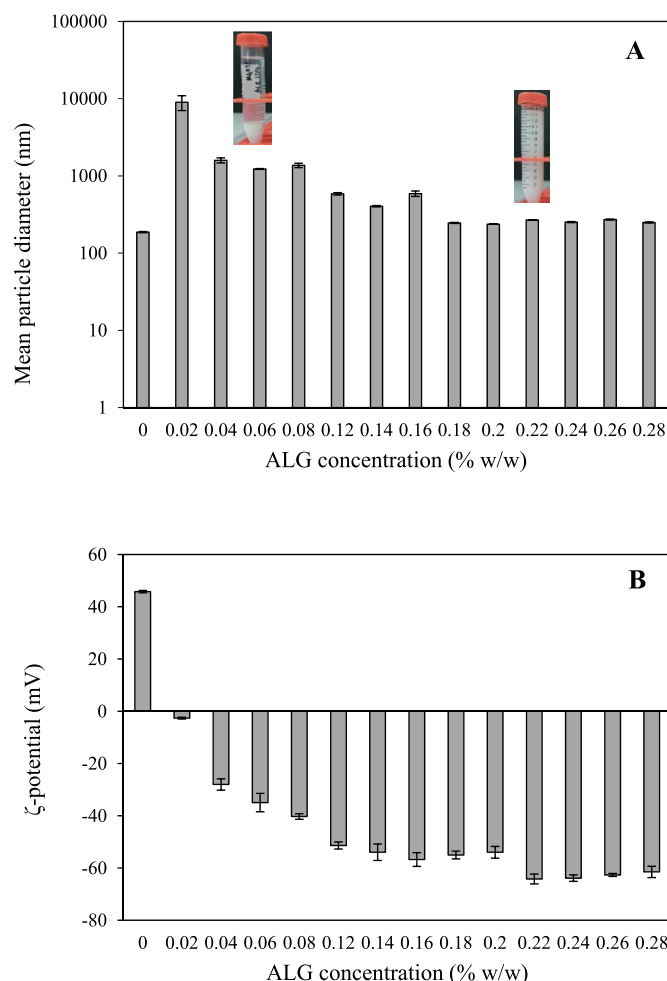 A
100000
10000
1000
100
10
1
Mean particle diameter (nm)
0 0.02 0.04 0.06 0.08 0.12 0.14 0.16 0.18 0.2 0.22 0.24 0.26 0.28
ALG concentration (% w/w)
B
60
40
20
0
-20
-40
-60
-80
ζ-potential (mV)
0 0.02 0.04 0.06 0.08 0.12 0.14 0.16 0.18 0.2 0.22 0.24 0.26 0.28
ALG concentration (% w/w)